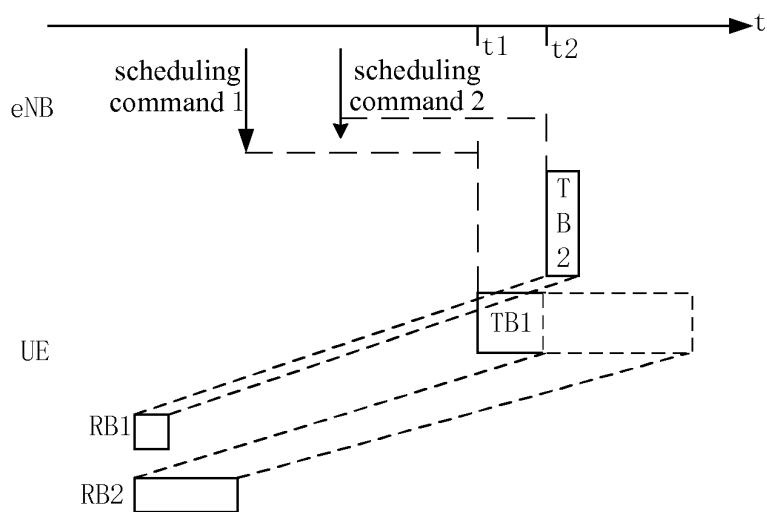 t
t1
t2
scheduling
command 1
scheduling
command 2
eNB
T
B
2
TB1
UE
RB1
RB2